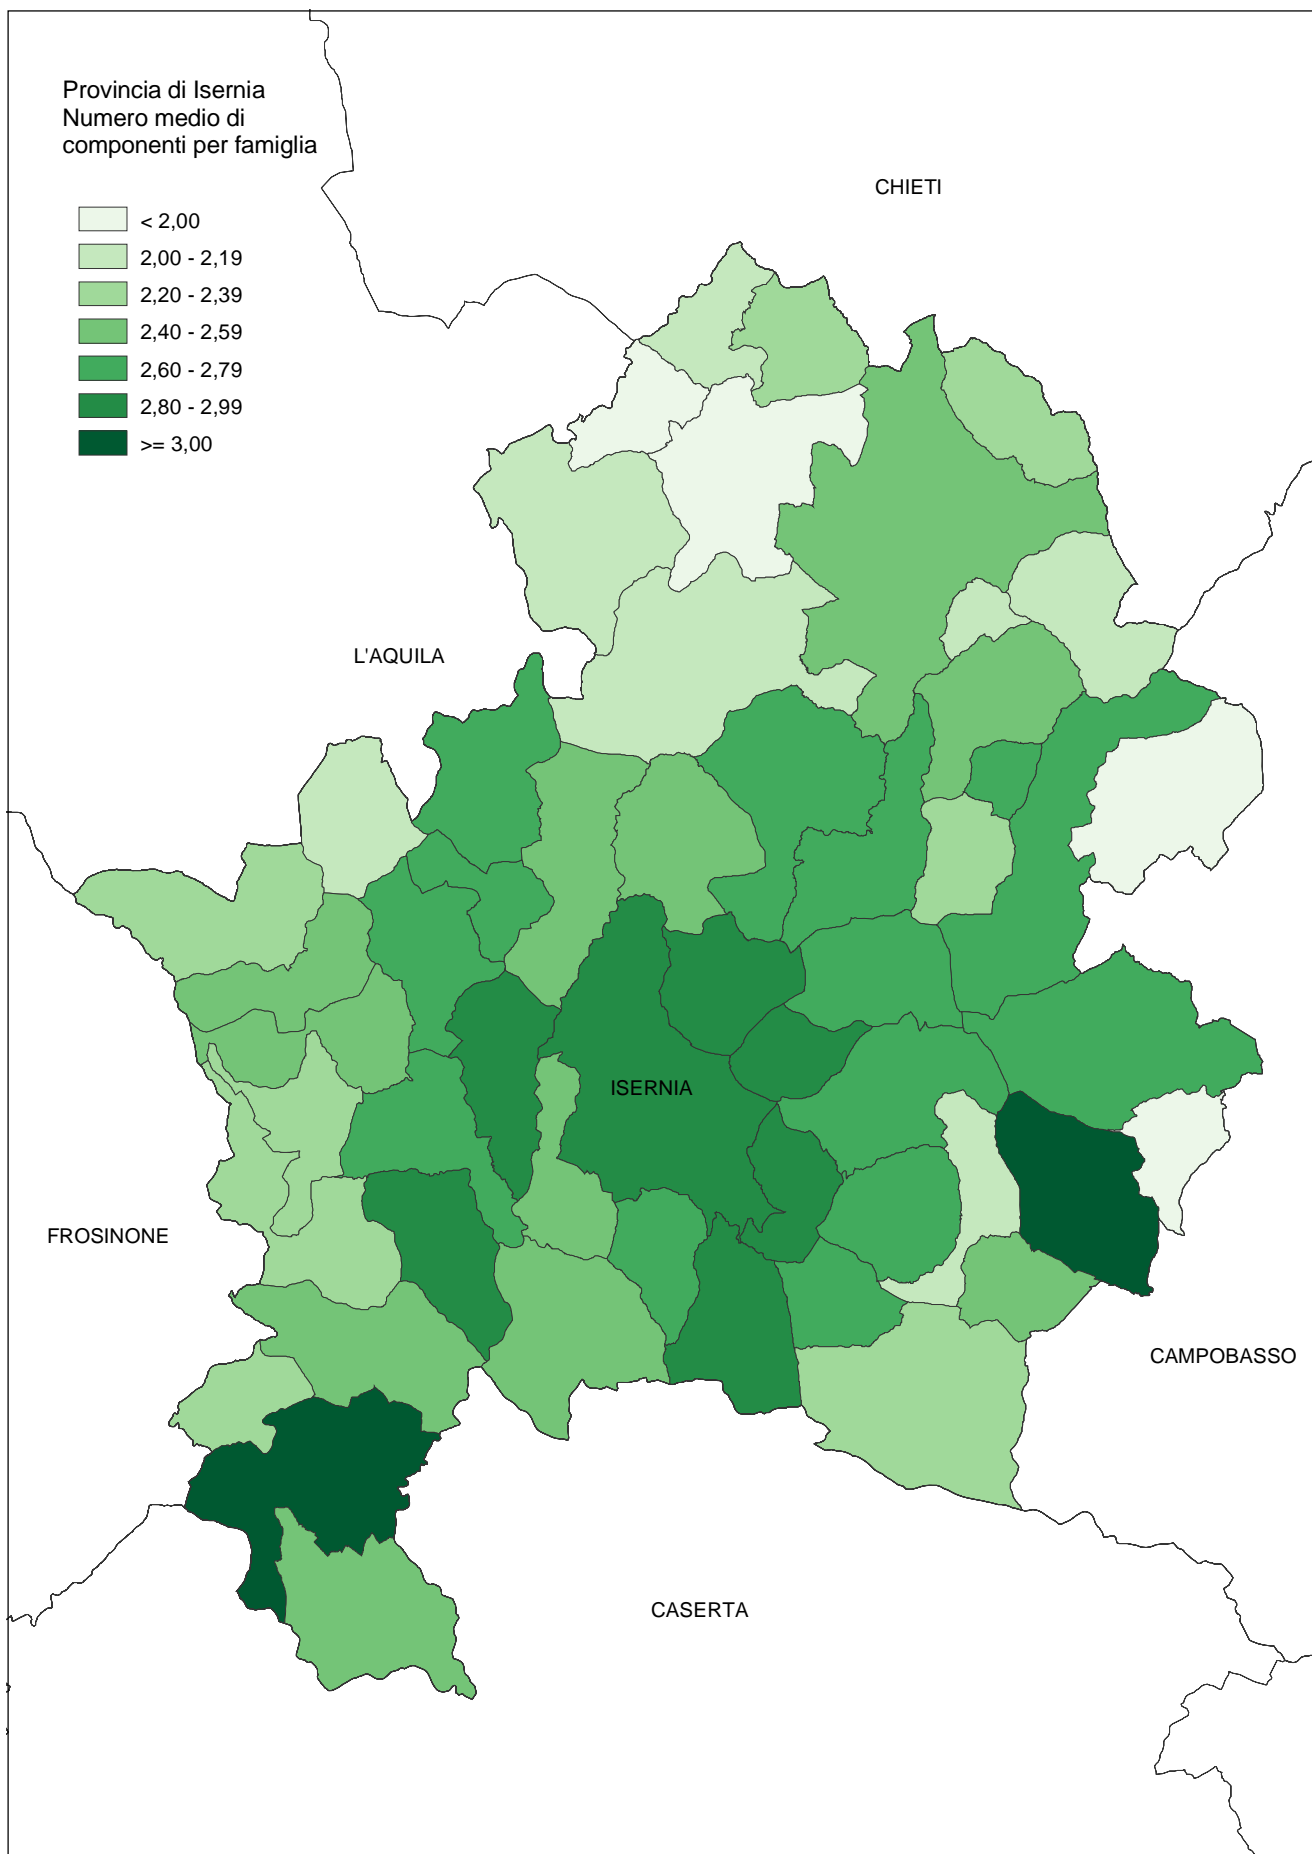 Provincia di Isernia
Numero medio di
componenti per famiglia
< 2,00
2,00 - 2,19
2,20 - 2,39
2,40 - 2,59
2,60 - 2,79
2,80 - 2,99
>= 3,00
CHIETI
L'AQUILA
ISERNIA
FROSINONE
CAMPOBASSO
CASERTA